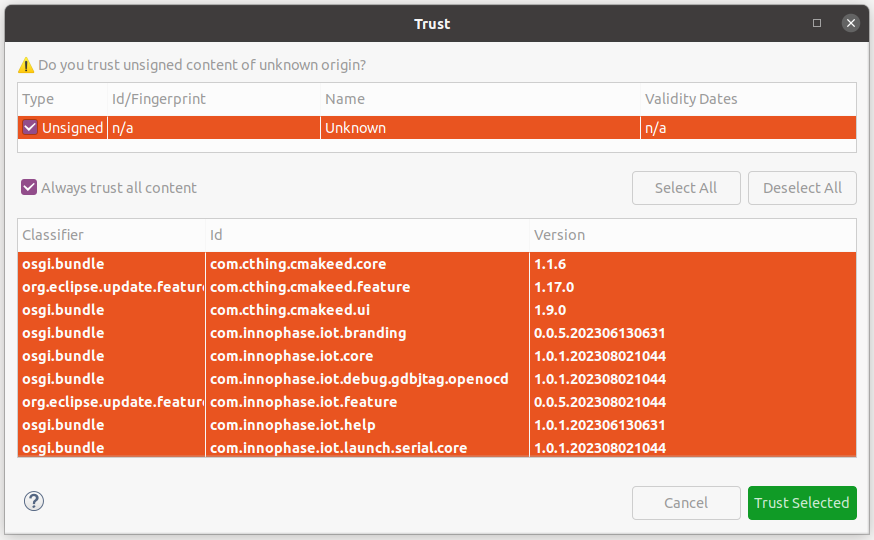 Trust
Do you trust unsigned content of unknown origin?
Type Id/Fingerprint Name Validity Dates
Unsigned n/a Unknown n/a
Always trust all content Select All Deselect All
Classifier Id Version
osgi.bundle com.cthing.cmakeed.core 1.1.6
org.eclipse.update.featur com.cthing.cmakeed.feature 1.17.0
osgi.bundle com.cthing.cmakeed.ui 1.9.0
osgi.bundle com.innophase.iot.branding 0.0.5.202306130631
osgi.bundle com.innophase.iot.core 1.0.1.202308021044
osgi.bundle com.innophase.iot.debug.gdbjtag.openocd 1.0.1.202308021044
org.eclipse.update.featur com.innophase.iot.feature 0.0.5.202308021044
osgi.bundle com.innophase.iot.help 1.0.1.202306130631
osgi.bundle com.innophase.iot.launch.serial.core 1.0.1.202308021044
? Cancel Trust Selected